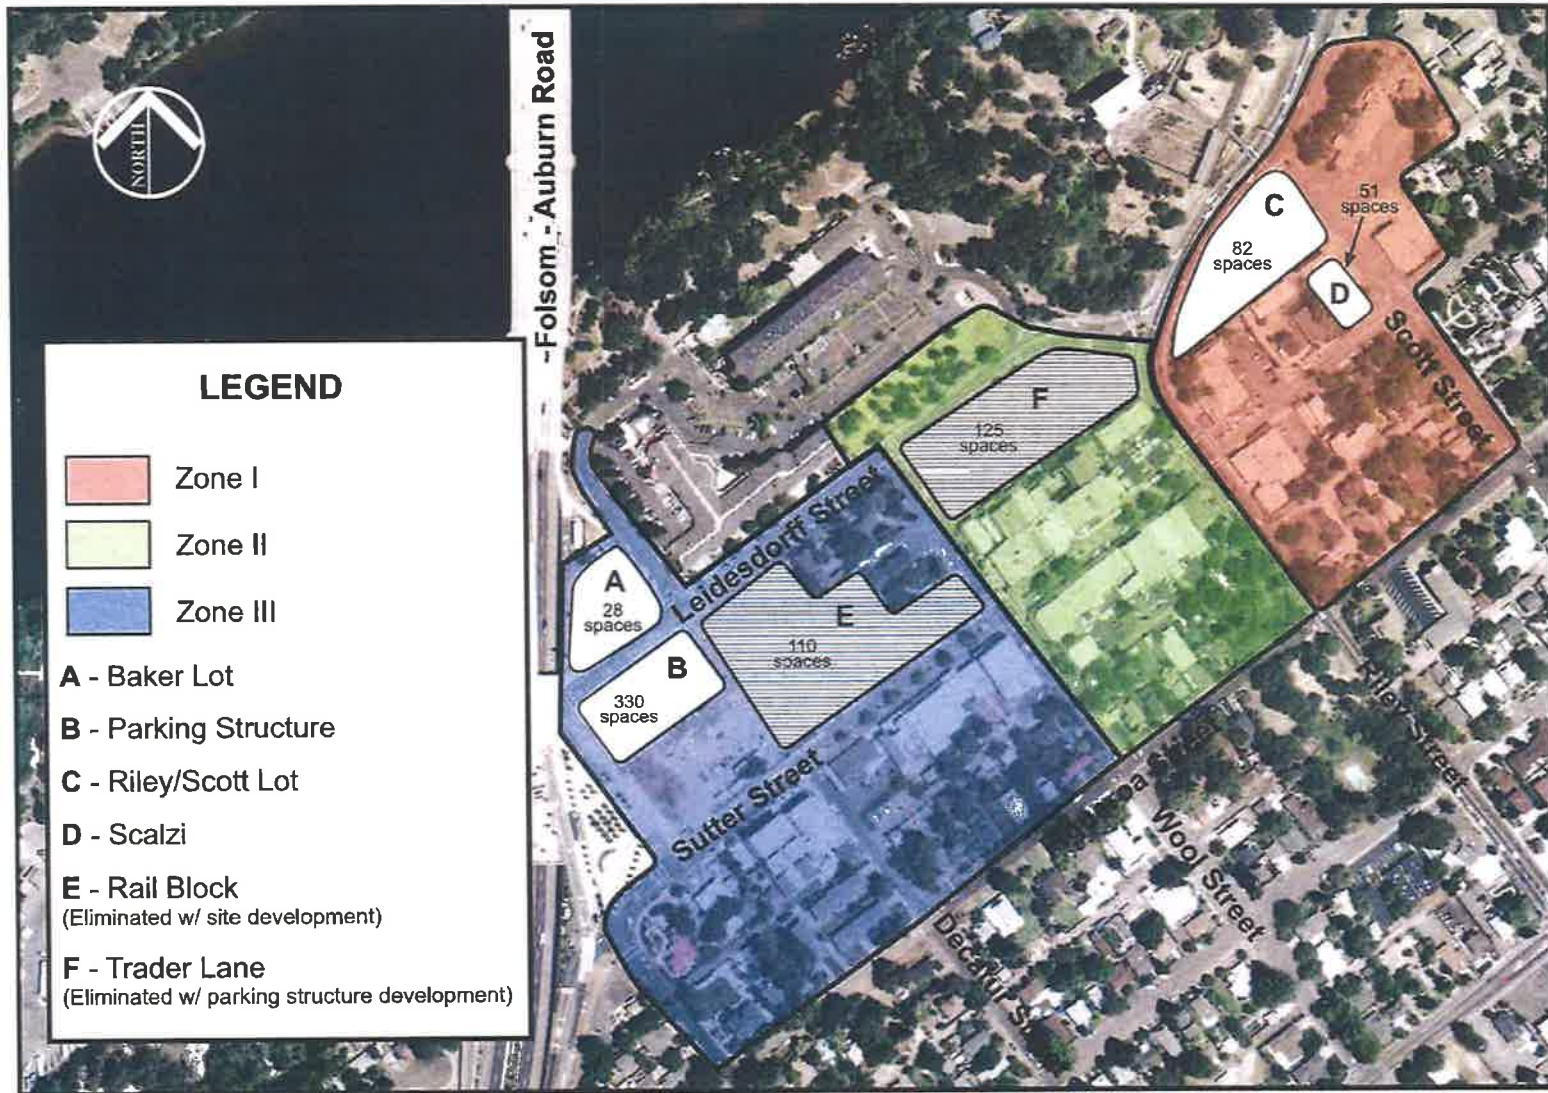 NORTH
Folsom - Auburn Road
C
82
spaces
51
spaces
D
Scott Street
F
125
spaces
Leidesdorff Street
A
28
spaces
B
330
spaces
E
110
spaces
Sutter Street
Street
Street
Wool Street
Decatur St
LEGEND
Zone I
Zone II
Zone III
A - Baker Lot
B - Parking Structure
C - Riley/Scott Lot
D - Scalzi
E - Rail Block
(Eliminated w/ site development)
F - Trader Lane
(Eliminated w/ parking structure development)